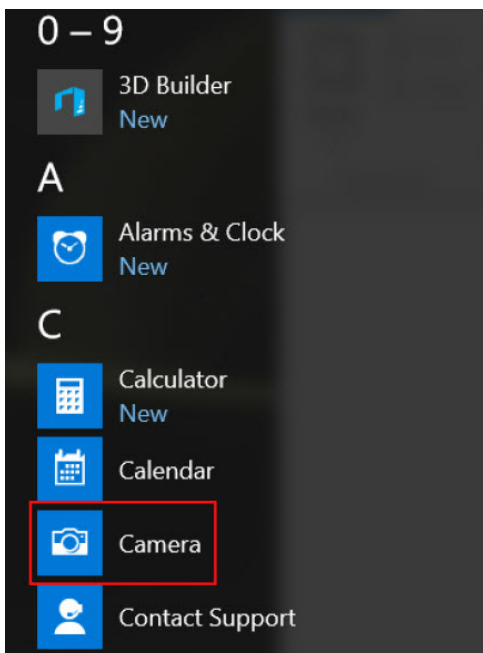 0 – 9
3D Builder
New
A
Alarms & Clock
New
C
Calculator
New
Calendar
Camera
Contact Support